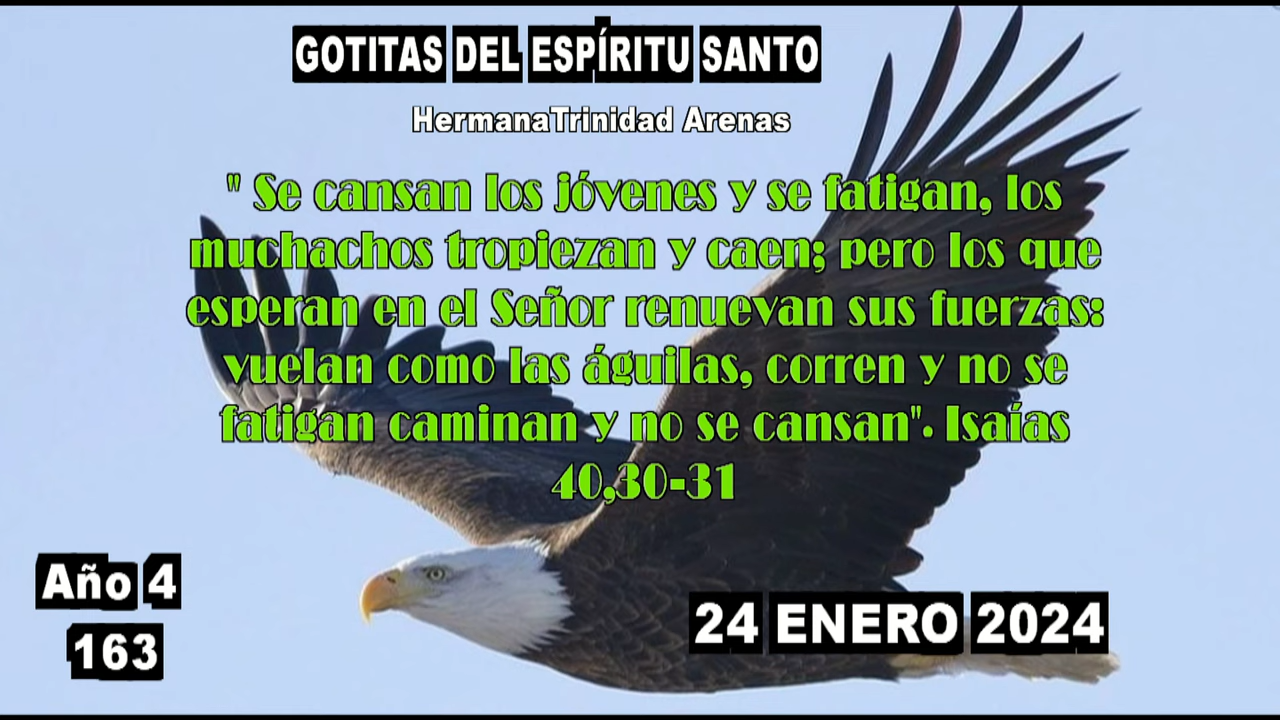 GOTITAS DEL ESPÍRITU SANTO
HermanaTrinidad Arenas
" Se cansan los jóvenes y se fatigan, los
muchachos tropiezan y caen; pero los que
esperan en el Señor renuevan sus fuerzas:
vuelan como las águilas, corren y no se
fatigan caminan y no se cansan". Isaías
40,30-31
Año 4
163
24 ENERO 2024